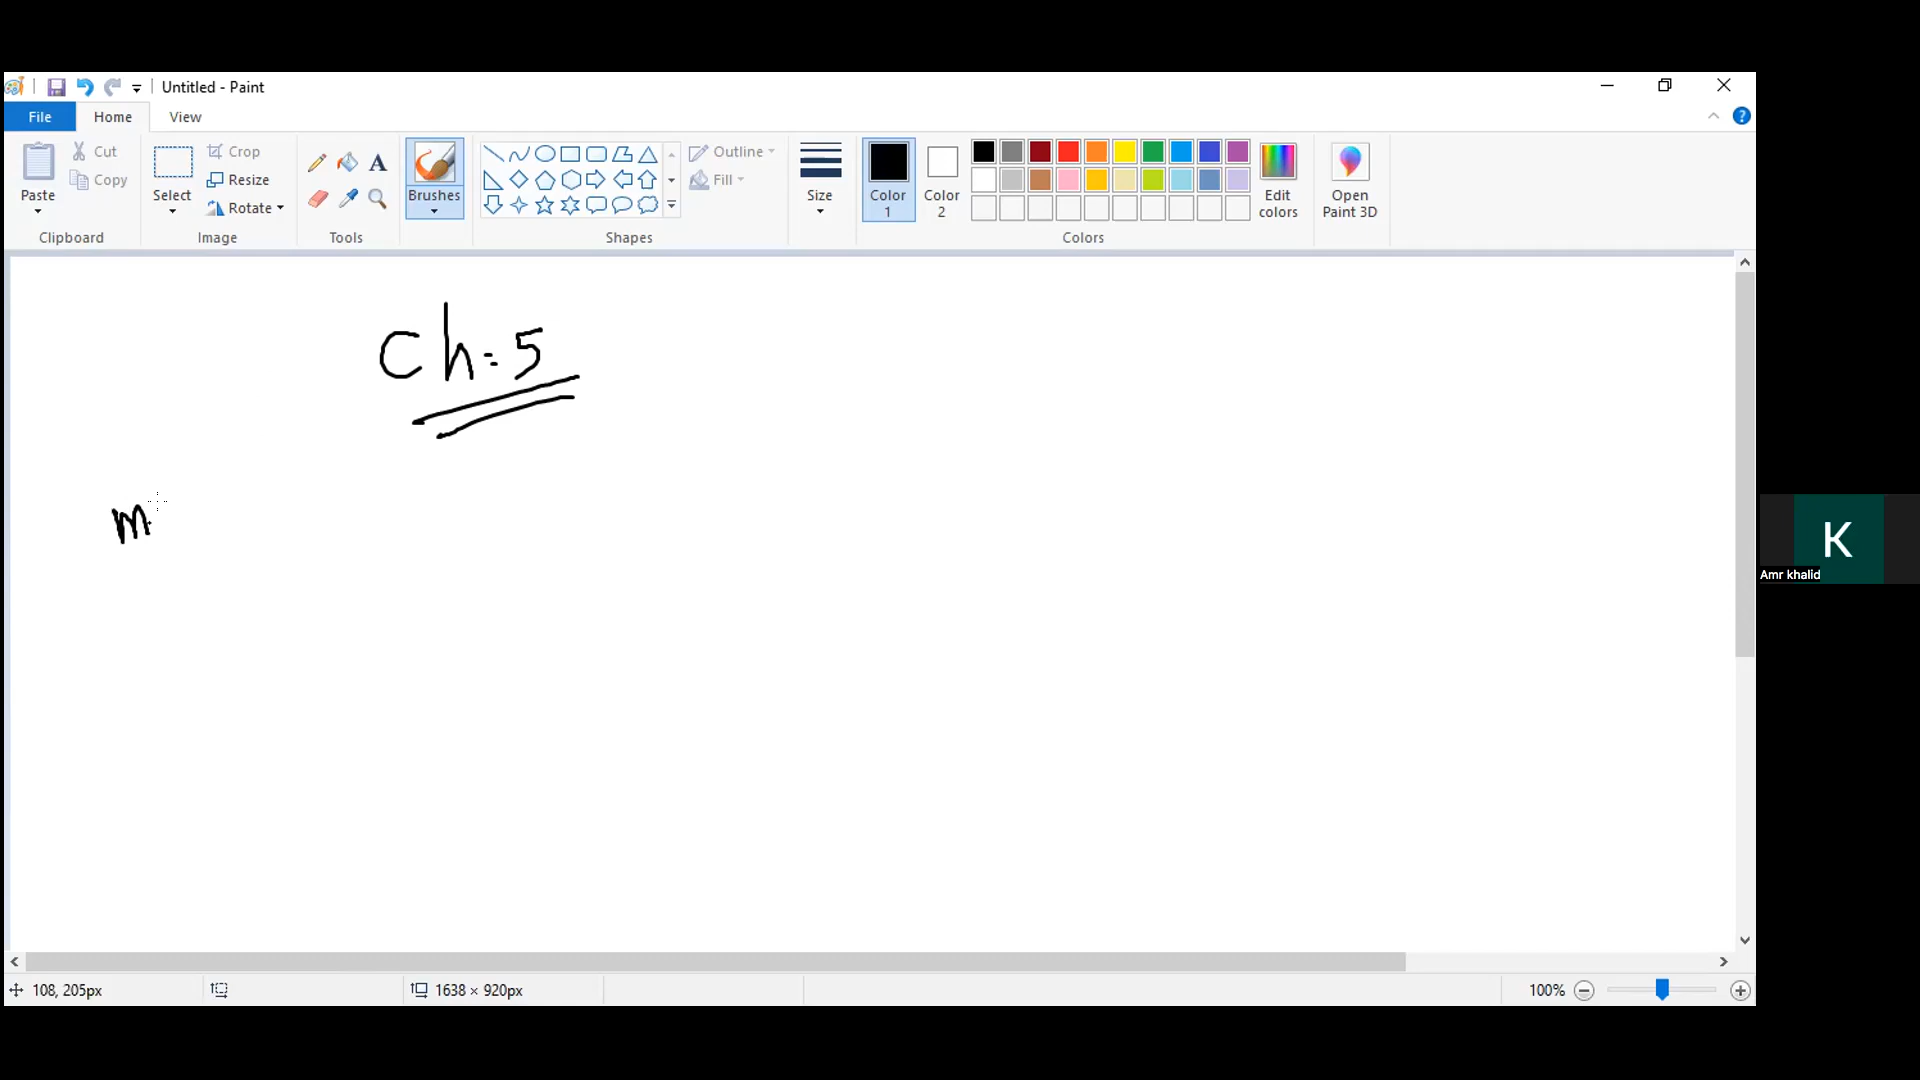 Untitled - Paint
File Home View
Paste
Cut
Copy
Clipboard
Select
Crop
Resize
Rotate
Image
A
Tools
Brushes
Shapes
Outline
Fill
Size
Color 1
Color 2
Colors
Edit colors
Open Paint 3D
Ch=5
m
K
Amr khalid
108, 205px
1638 × 920px
100%